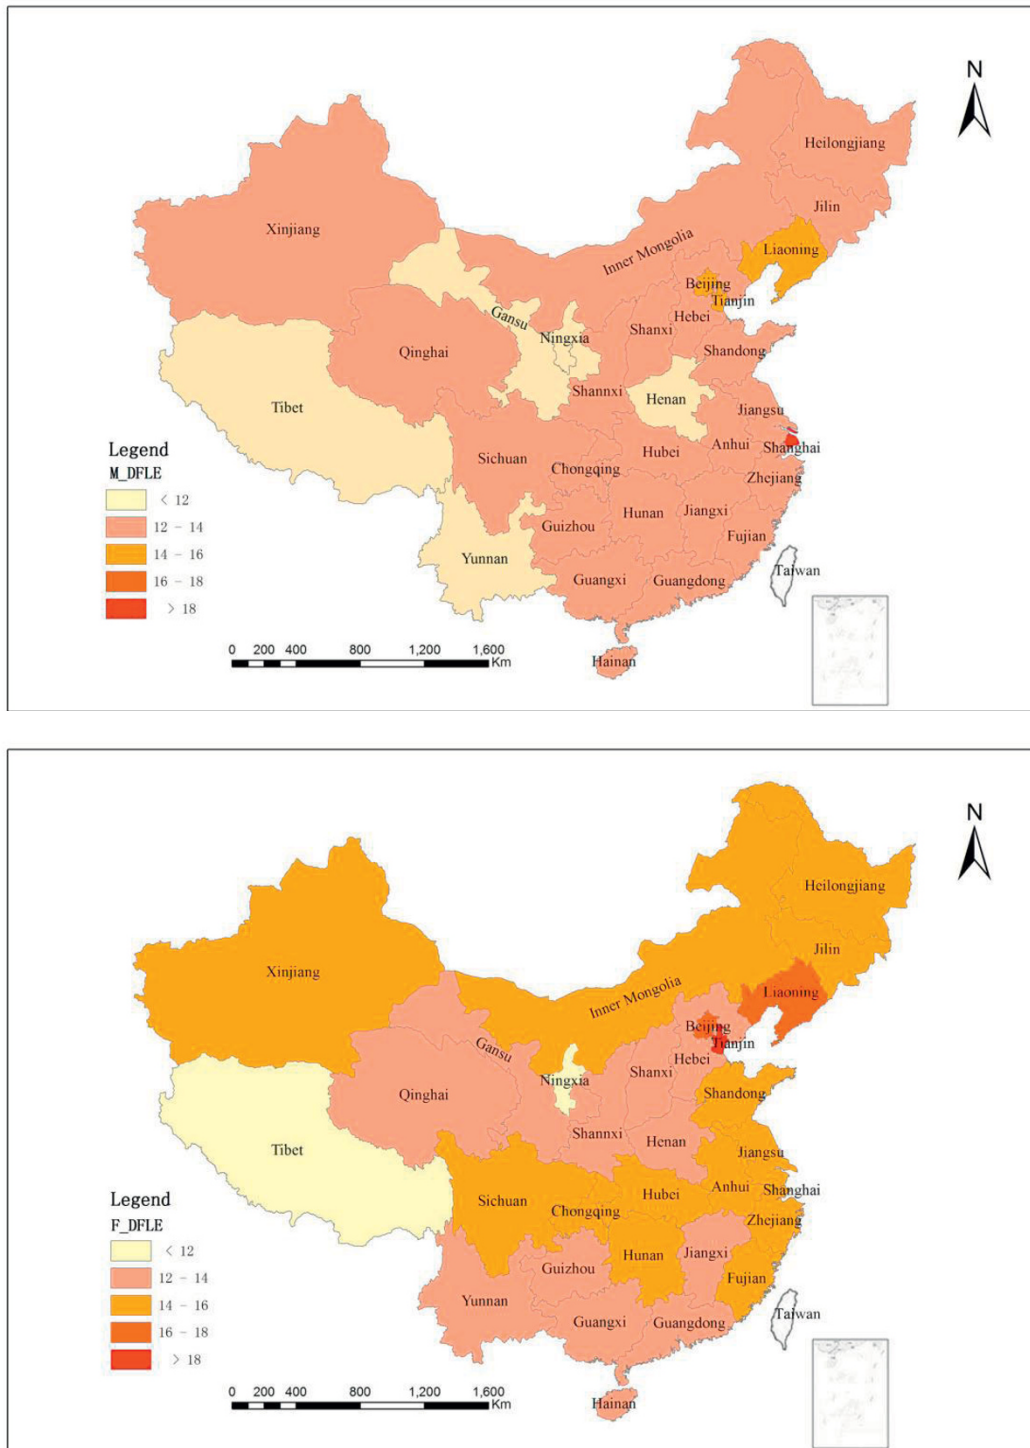 N
Heilongjiang
Jilin
Xinjiang
Liaoning
Inner Mongolia
Beijing
Tianjin
Gansu
Hebei
Shanxi
Ningxia
Qinghai
Shandong
Shannxi
Henan
Tibet
Jiangsu
Legend
Hubei
Anhui
Shanghai
M_DFLE
Sichuan
Chongqing
Zhejiang
< 12
Hunan
Jiangxi
12 - 14
Guizhou
Fujian
14 - 16
Yunnan
Taiwan
16 - 18
Guangxi
Guangdong
> 18
0 200 400 800 1,200 1,600
Km
Hainan
N
Heilongjiang
Jilin
Xinjiang
Liaoning
Inner Mongolia
Beijing
Tianjin
Gansu
Hebei
Shanxi
Ningxia
Qinghai
Shandong
Shannxi
Henan
Tibet
Jiangsu
Legend
Hubei
Anhui
Shanghai
Sichuan
Chongqing
Zhejiang
F_DFLE
< 12
Hunan
Jiangxi
12 - 14
Guizhou
Fujian
14 - 16
Yunnan
Taiwan
16 - 18
Guangxi
Guangdong
> 18
0 200 400 800 1,200 1,600
Km
Hainan